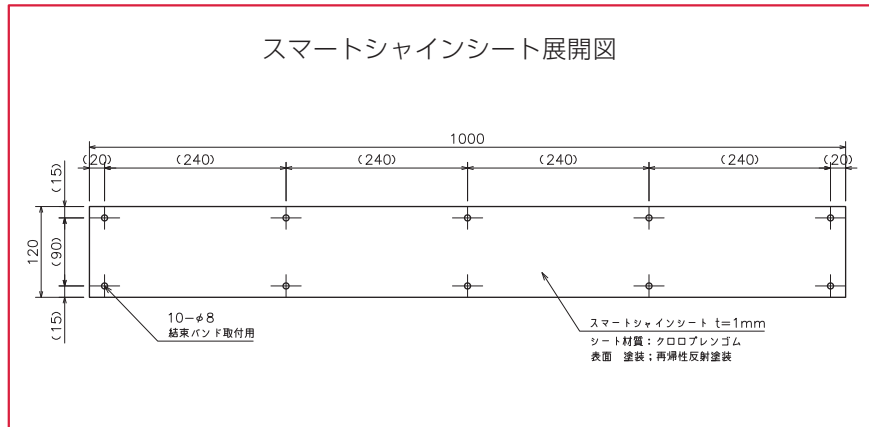 スマートシャインシート展開図
1000
(20)
(240)
(240)
(240)
(240)
(20)
(15)
120
(90)
(15)
10-φ8
結束バンド取付用
スマートシャインシート t=1mm
シート材質：クロロプレンゴム
表面 塗装；再帰性反射塗装